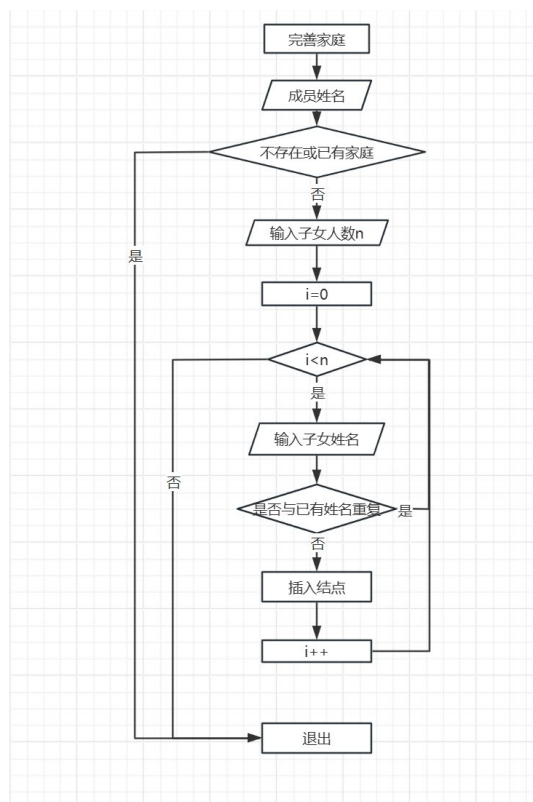 完善家庭
成员姓名
不存在或已有家庭
否
输入子女人数n
是
i=0
i<n
是
输入子女姓名
否
是否与已有姓名重复
是
否
插入结点
i++
退出